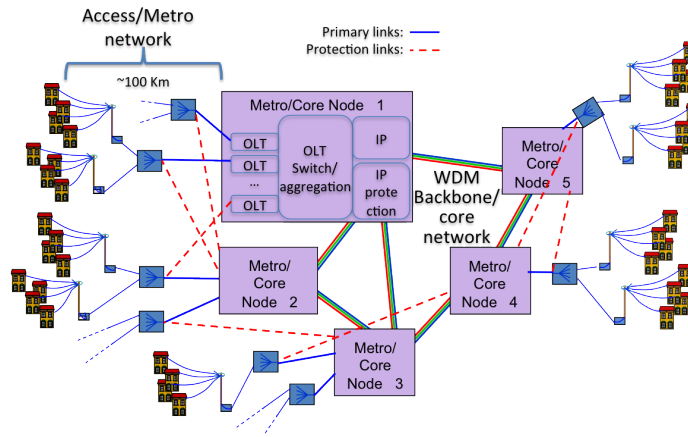 Access/Metro
network
~100 Km
Primary links:
Protection links:
Metro/Core Node 1
OLT
OLT
...
OLT
OLT
Switch/
aggregation
IP
IP
prote
ction
Metro/
Core
Node 5
WDM
Backbone/
core
network
Metro/
Core
Node 2
Metro/
Core
Node 4
Metro/
Core
Node 3